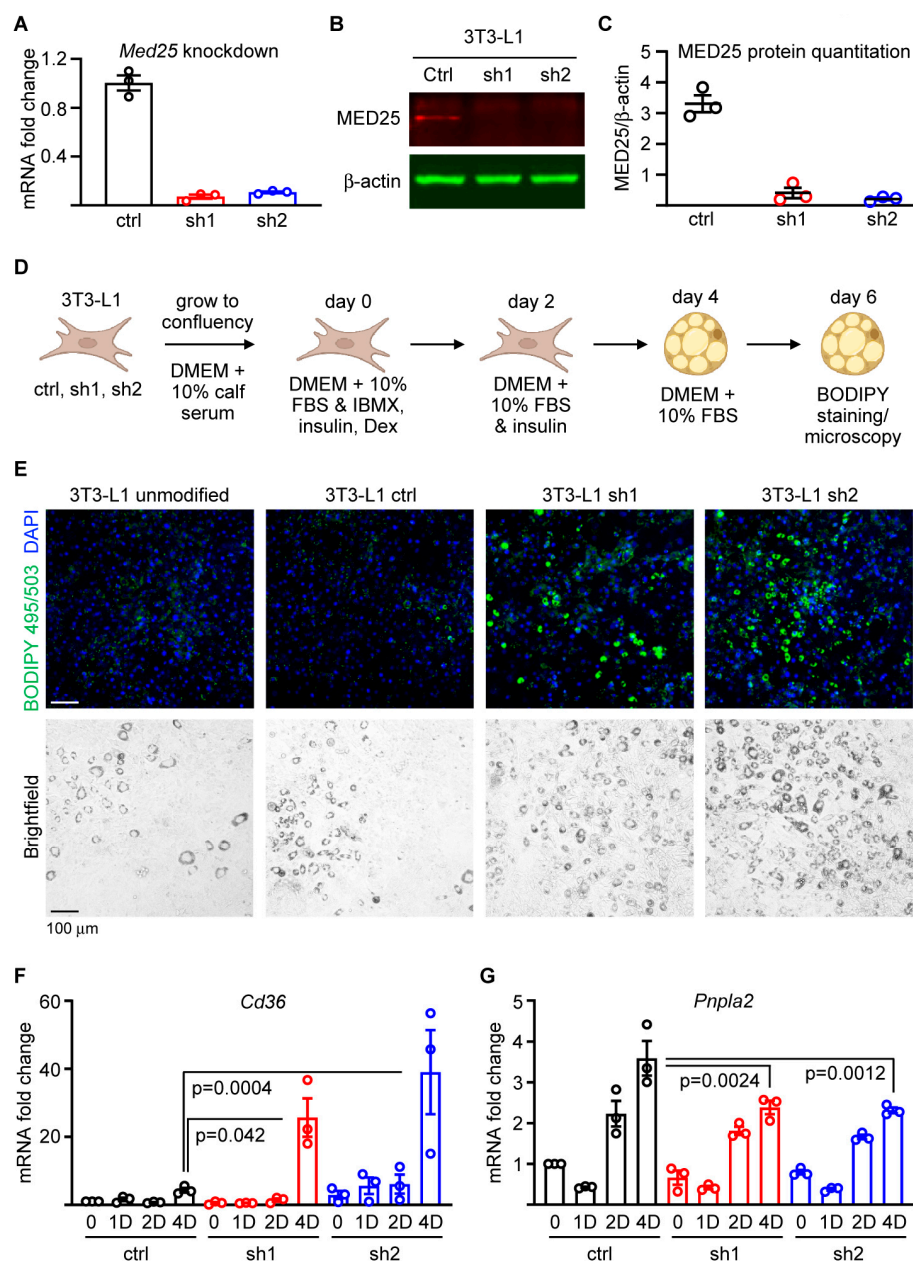 A
Med25 knockdown
mRNA fold change
1.2
0.8
0.4
ctrl
sh1
sh2
B
3T3-L1
Ctrl
sh1
sh2
MED25
β-actin
C
MED25 protein quantitation
MED25/β-actin
5
4
3
2
1
ctrl
sh1
sh2
D
3T3-L1
ctrl, sh1, sh2
grow to
confluency
DMEM +
10% calf
serum
day 0
DMEM + 10%
FBS & IBMX,
insulin, Dex
day 2
DMEM +
10% FBS
& insulin
day 4
DMEM +
10% FBS
day 6
BODIPY
staining/
microscopy
E
3T3-L1 unmodified
3T3-L1 ctrl
3T3-L1 sh1
3T3-L1 sh2
BODIPY 495/503 DAPI
Brightfield
100 μm
F
Cd36
mRNA fold change
60
40
20
p=0.0004
p=0.042
0 1D 2D 4D 0 1D 2D 4D 0 1D 2D 4D
ctrl
sh1
sh2
G
Pnpla2
mRNA fold change
5
4
3
2
1
p=0.0024
p=0.0012
0 1D 2D 4D 0 1D 2D 4D 0 1D 2D 4D
ctrl
sh1
sh2